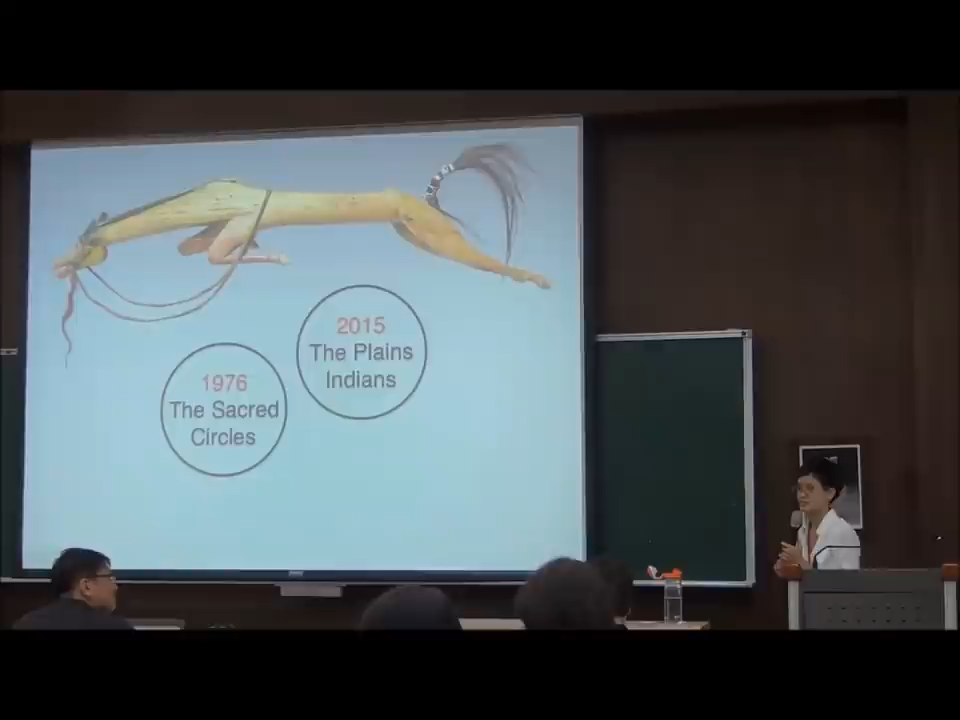 2015
The Plains
Indians
1976
The Sacred
Circles